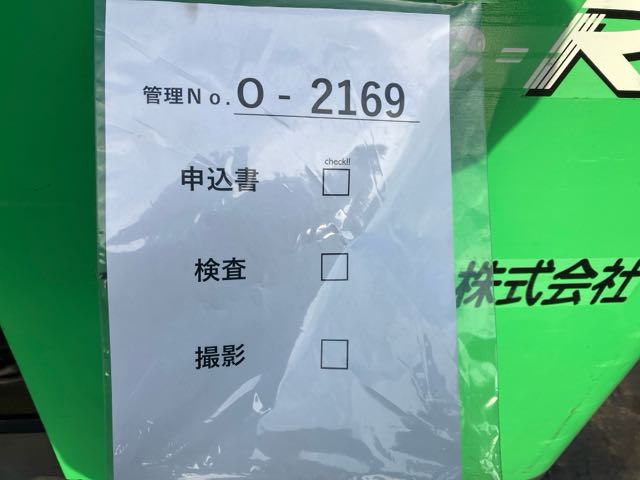 管理No. O - 2169
check!!
申込書 □
検査 □
撮影 □
株式会社